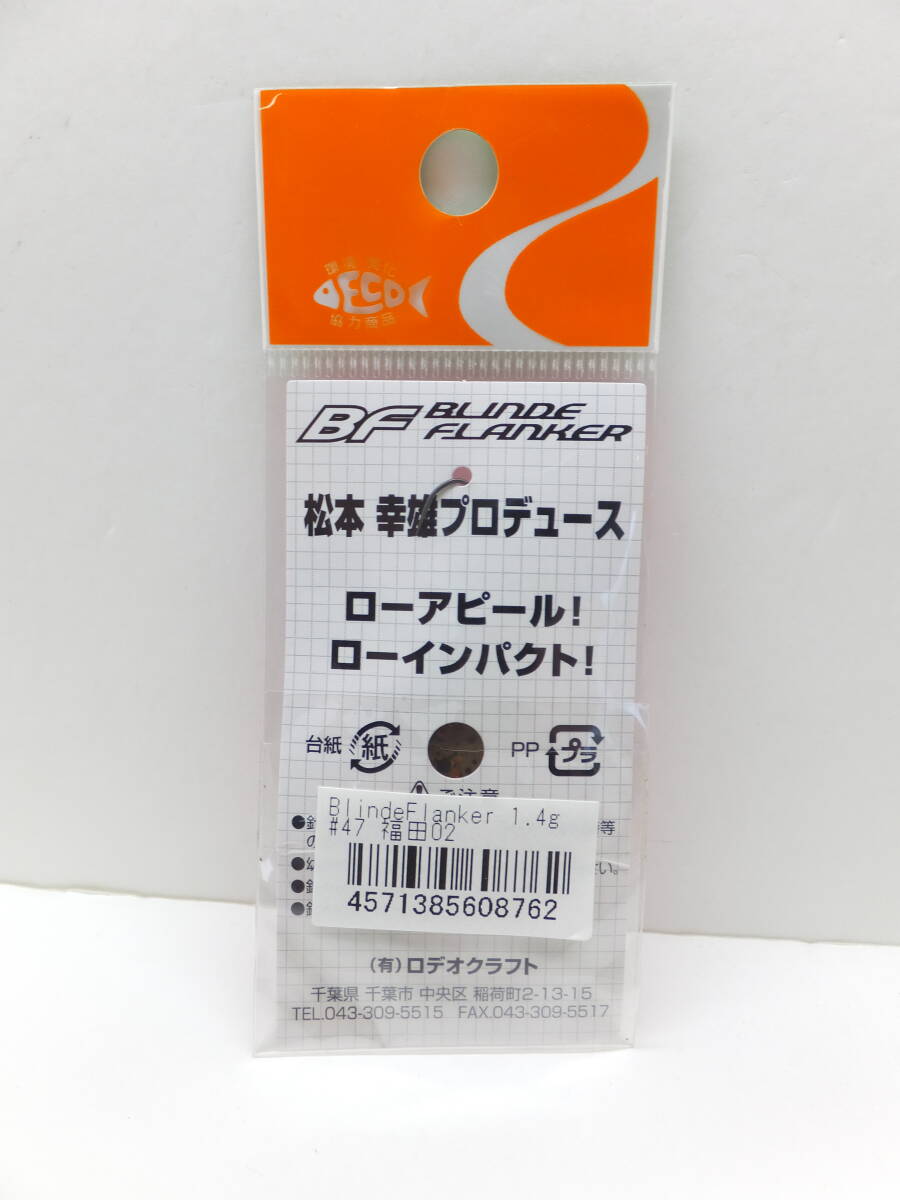 環境 美化
ECO
協力商品
BF BLINDE FLANKER
松本 幸雄プロデュース
ローアピール!
ローインパクト!
台紙 紙 PP プラ
ご注意
BlindeFlanker 1.4g
#47 福田02
4571385608762
(有)ロデオクラフト
千葉県 千葉市 中央区 稲荷町2-13-15
TEL.043-309-5515 FAX.043-309-5517